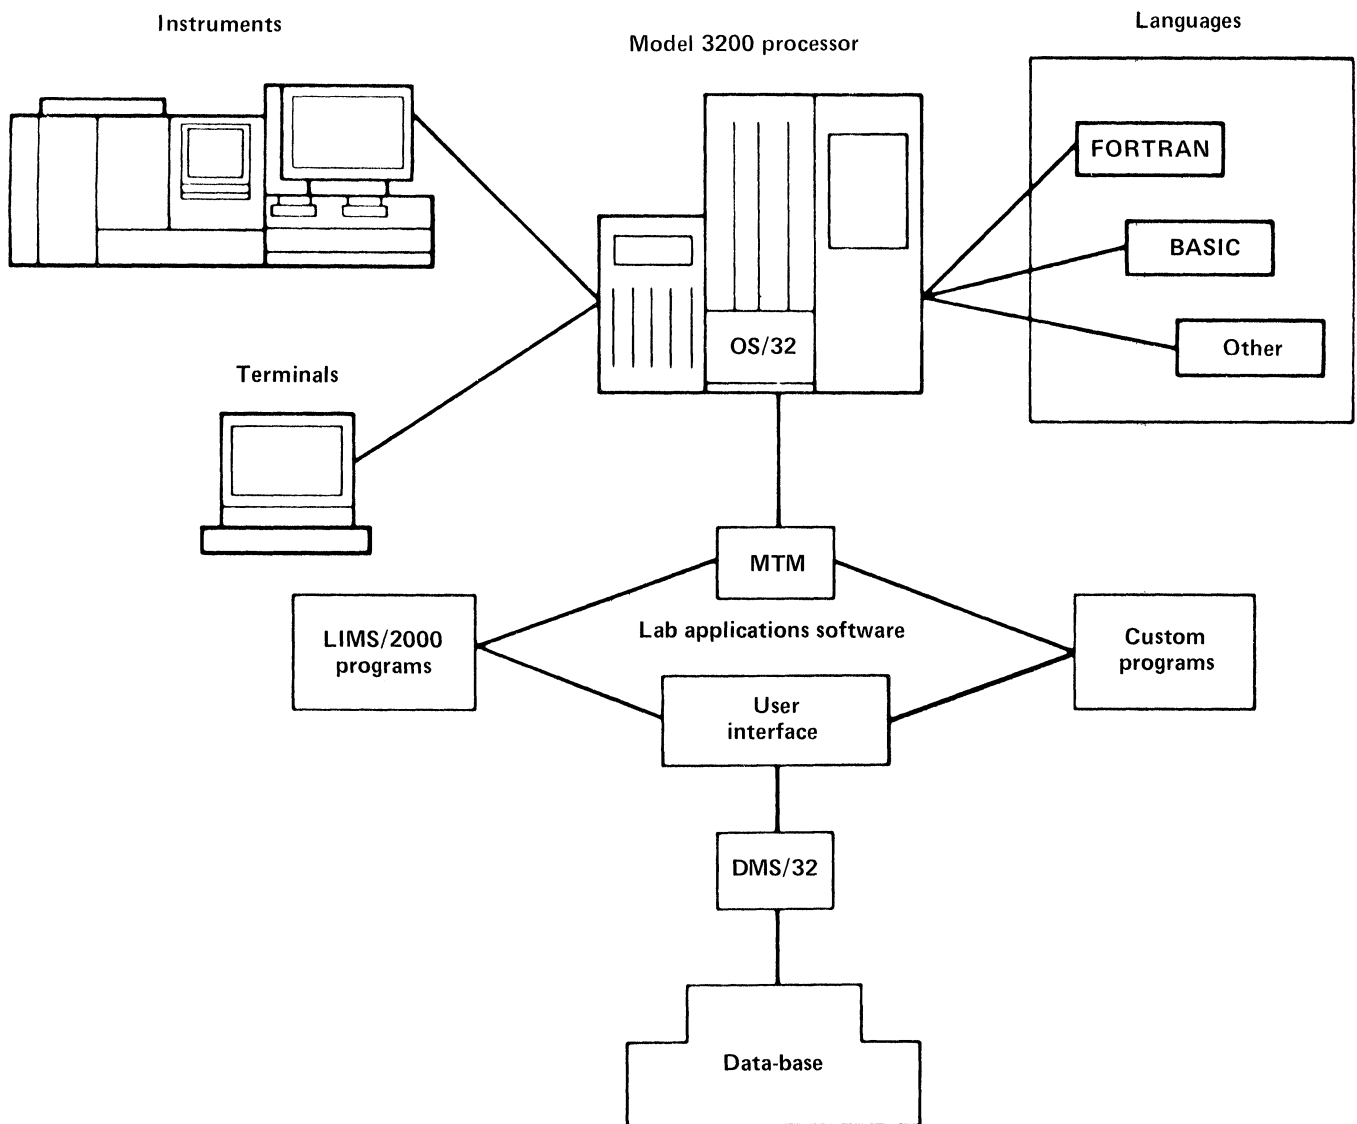 Instruments
Model 3200 processor
Languages
FORTRAN
BASIC
Other
OS/32
Terminals
MTM
Lab applications software
LIMS/2000
programs
Custom
programs
User
interface
DMS/32
Data-base